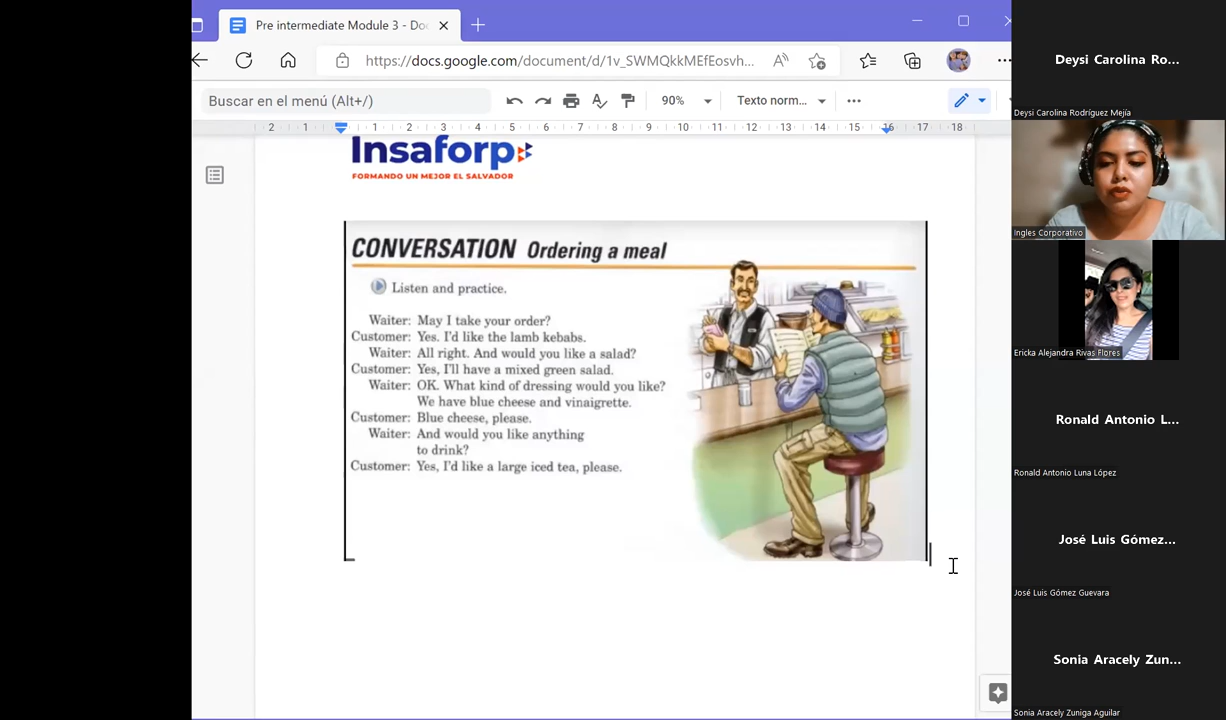 Pre intermediate Module 3 - Doc
https://docs.google.com/document/d/1v_SWMQkkMEfEosvh...
Buscar en el menú (Alt+/)
90%
Texto norm...
2 1 1 2 3 4 5 6 7 8 9 10 11 12 13 14 15 16 17 18
Insaforp
FORMANDO UN MEJOR EL SALVADOR
CONVERSATION Ordering a meal
Listen and practice.
Waiter: May I take your order?
Customer: Yes. I'd like the lamb kebabs.
Waiter: All right. And would you like a salad?
Customer: Yes, I'll have a mixed green salad.
Waiter: OK. What kind of dressing would you like?
We have blue cheese and vinaigrette.
Customer: Blue cheese, please.
Waiter: And would you like anything
to drink?
Customer: Yes, I'd like a large iced tea, please.
Deysi Carolina Ro...
Deysi Carolina Rodríguez Mejía
Ingles Corporativo
Ericka Alejandra Rivas Flores
Ronald Antonio L...
Ronald Antonio Luna López
José Luis Gómez...
José Luis Gómez Guevara
Sonia Aracely Zun...
Sonia Aracely Zuniga Aguilar